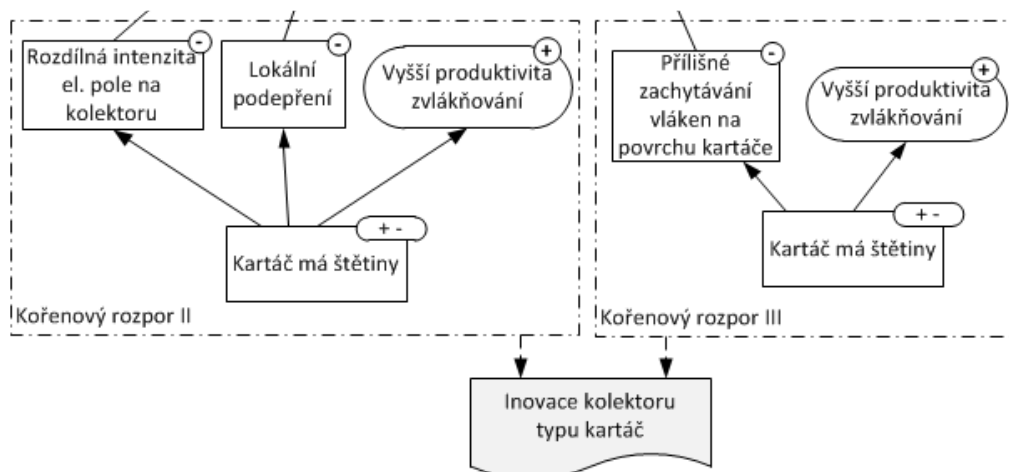 Rozdílná intenzita
el. pole na
kolektoru
-
Lokální
podepření
-
Vyšší produktivita
zvlákňování
+
Kartáč má štětiny
+ -
Kořenový rozpor II
Přílišné
zachytávání
vláken na
povrchu kartáče
-
Vyšší produktivita
zvlákňování
+
Kartáč má štětiny
+ -
Kořenový rozpor III
Inovace kolektoru
typu kartáč